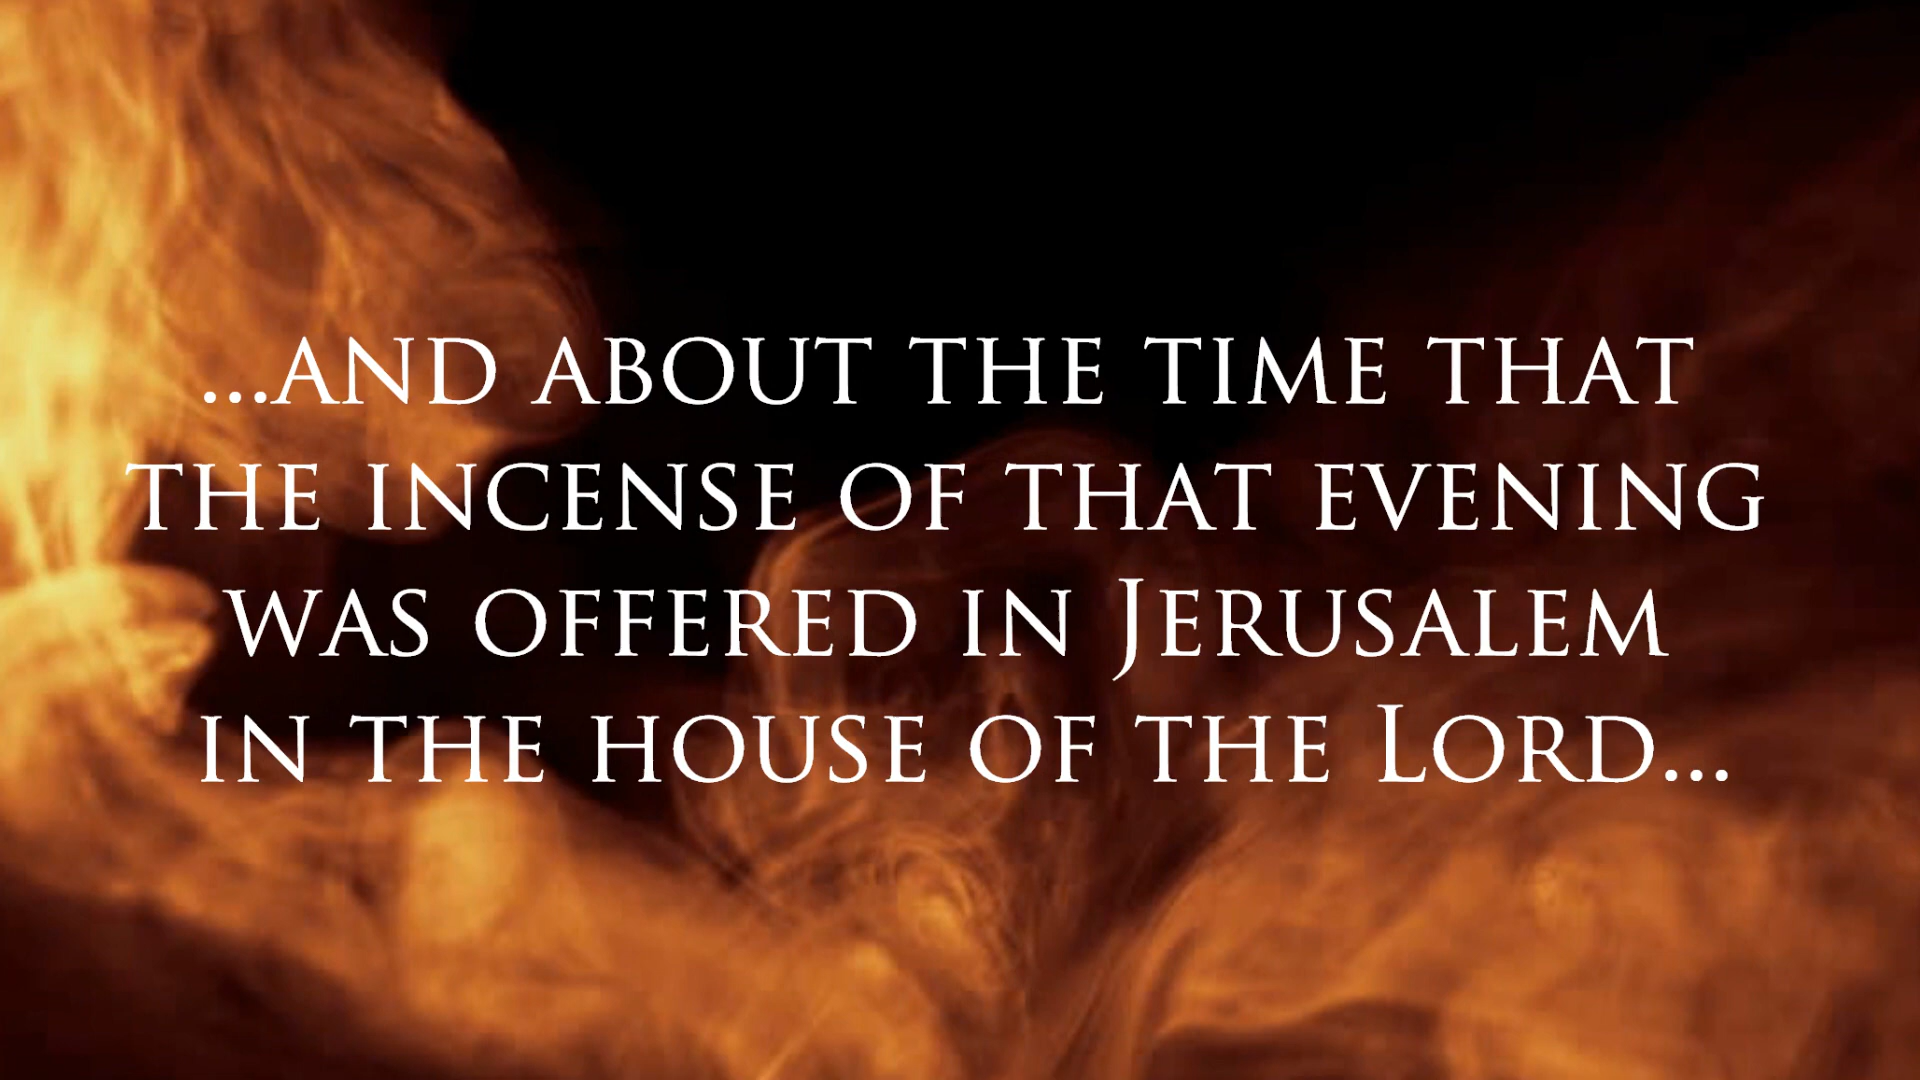 ...and about the time that
the incense of that evening
was offered in Jerusalem
in the house of the Lord...